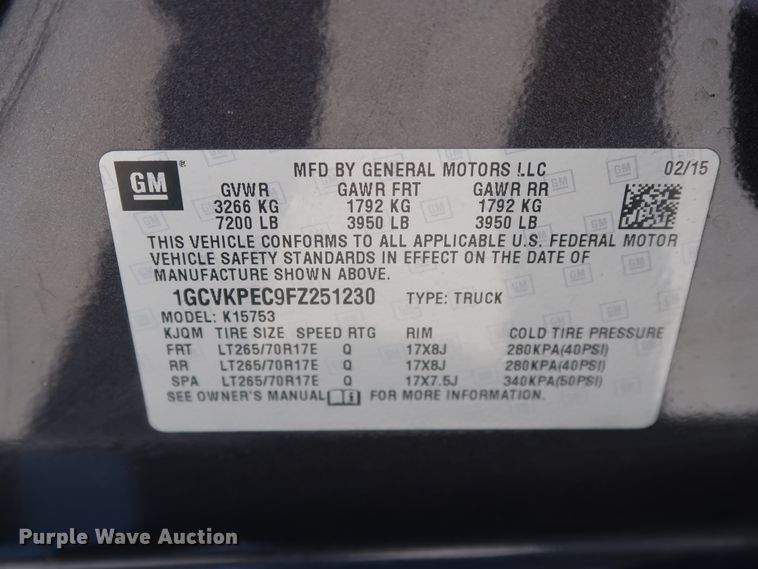 GM
MFD BY GENERAL MOTORS LLC 02/15
GVWR GAWR FRT GAWR RR
3266 KG 1792 KG 1792 KG
7200 LB 3950 LB 3950 LB
THIS VEHICLE CONFORMS TO ALL APPLICABLE U.S. FEDERAL MOTOR
VEHICLE SAFETY STANDARDS IN EFFECT ON THE DATE OF
MANUFACTURE SHOWN ABOVE.
1GCVKPEC9FZ251230 TYPE: TRUCK
MODEL: K15753
KJQM TIRE SIZE SPEED RTG RIM COLD TIRE PRESSURE
FRT LT265/70R17E Q 17X8J 280KPA(40PSI)
RR LT265/70R17E Q 17X8J 280KPA(40PSI)
SPA LT265/70R17E Q 17X7.5J 340KPA(50PSI)
SEE OWNER'S MANUAL FOR MORE INFORMATION.
Purple Wave Auction